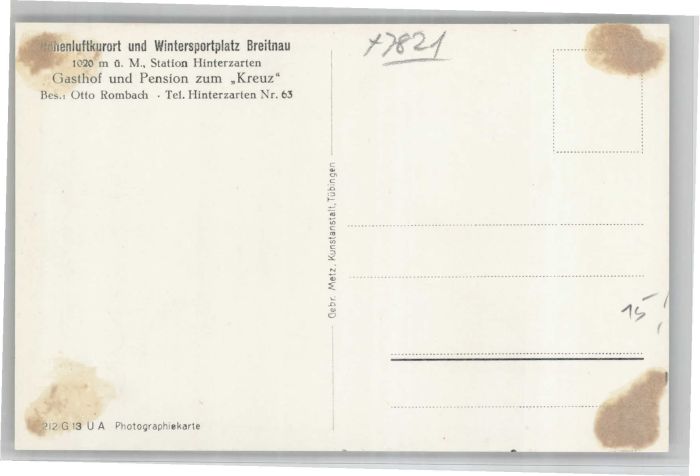 Höhenluftkurort und Wintersportplatz Breitnau
1020 m ü. M., Station Hinterzarten
Gasthof und Pension zum „Kreuz“
Bes.: Otto Rombach · Tel. Hinterzarten Nr. 63
+7821
Gebr. Metz, Kunstanstalt, Tübingen
15,-
212 G 13 U A Photographiekarte